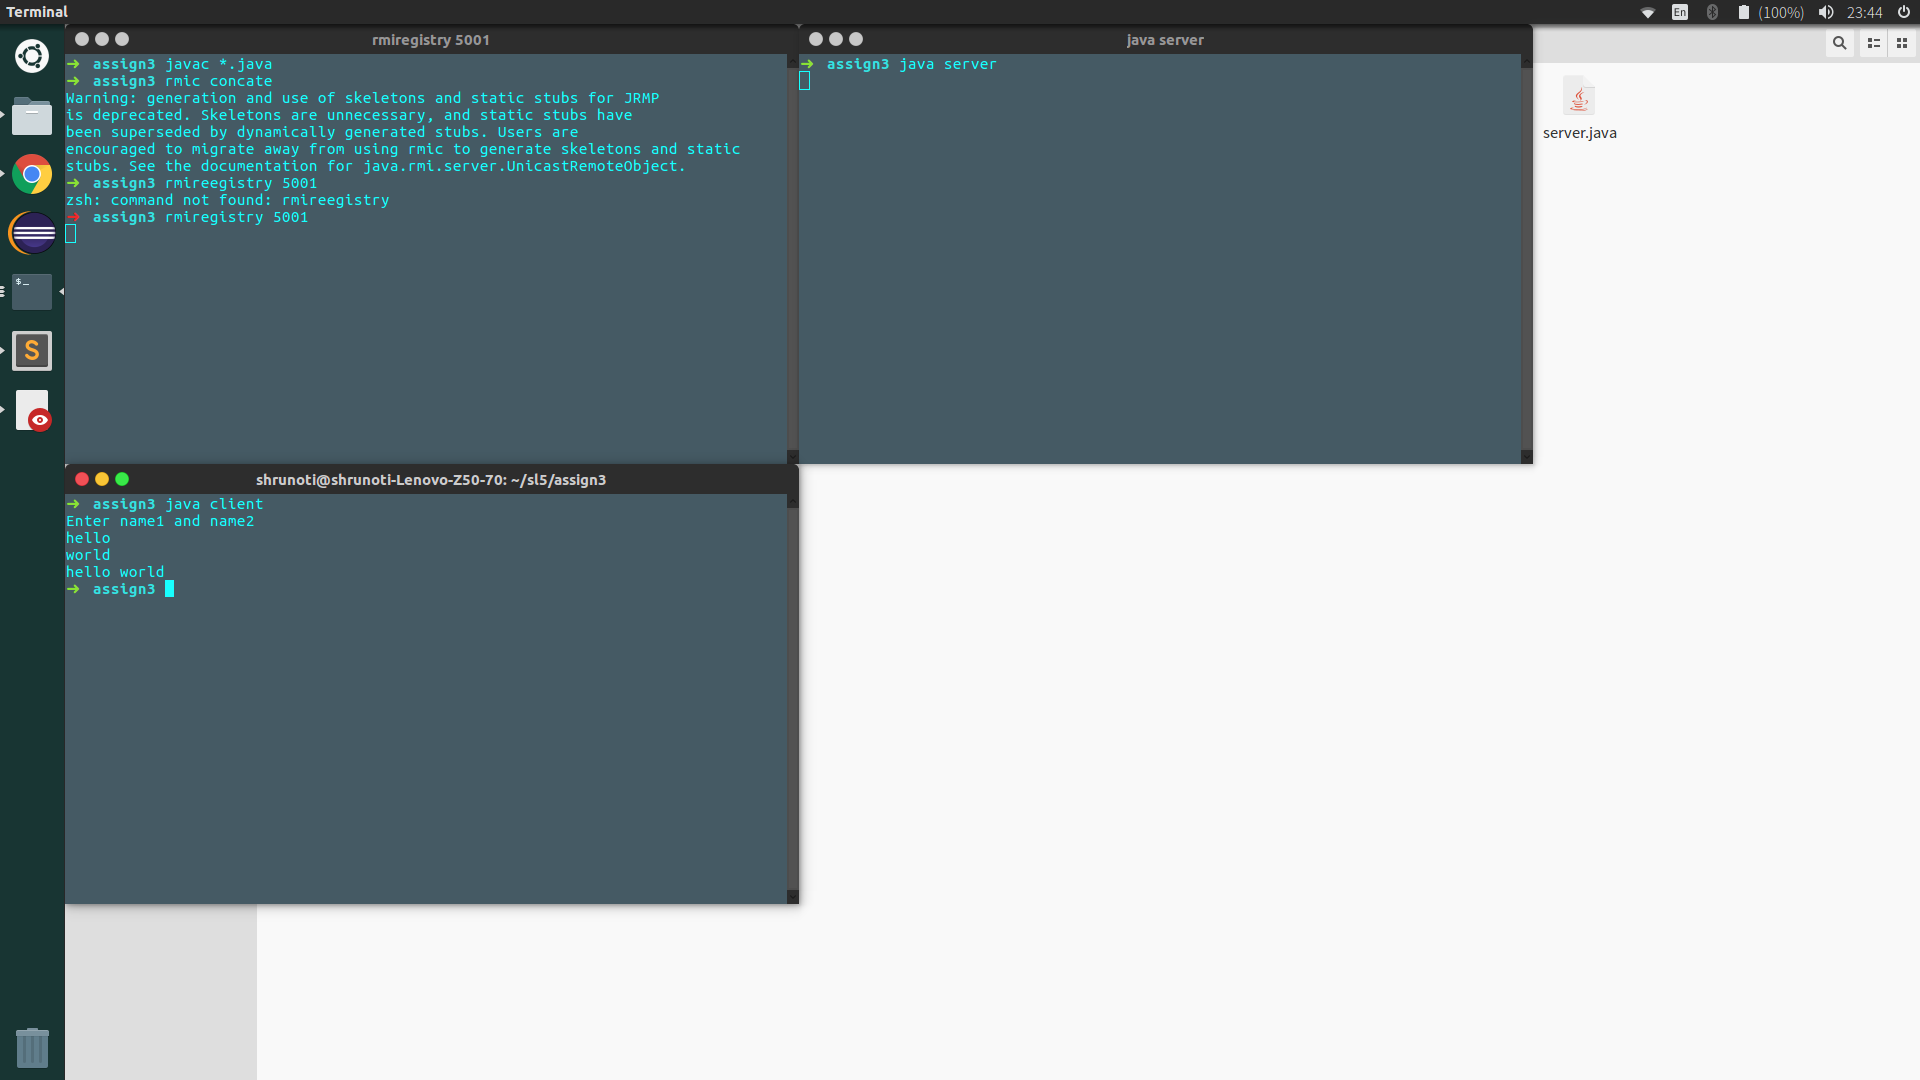 Terminal
En
(100%)
23:44
rmiregistry 5001
➜ assign3 javac *.java
➜ assign3 rmic concate
Warning: generation and use of skeletons and static stubs for JRMP
is deprecated. Skeletons are unnecessary, and static stubs have
been superseded by dynamically generated stubs. Users are
encouraged to migrate away from using rmic to generate skeletons and static
stubs. See the documentation for java.rmi.server.UnicastRemoteObject.
➜ assign3 rmireegistry 5001
zsh: command not found: rmireegistry
➜ assign3 rmiregistry 5001
java server
➜ assign3 java server
server.java
$_
S
shrunoti@shrunoti-Lenovo-Z50-70: ~/sl5/assign3
➜ assign3 java client
Enter name1 and name2
hello
world
hello world
➜ assign3